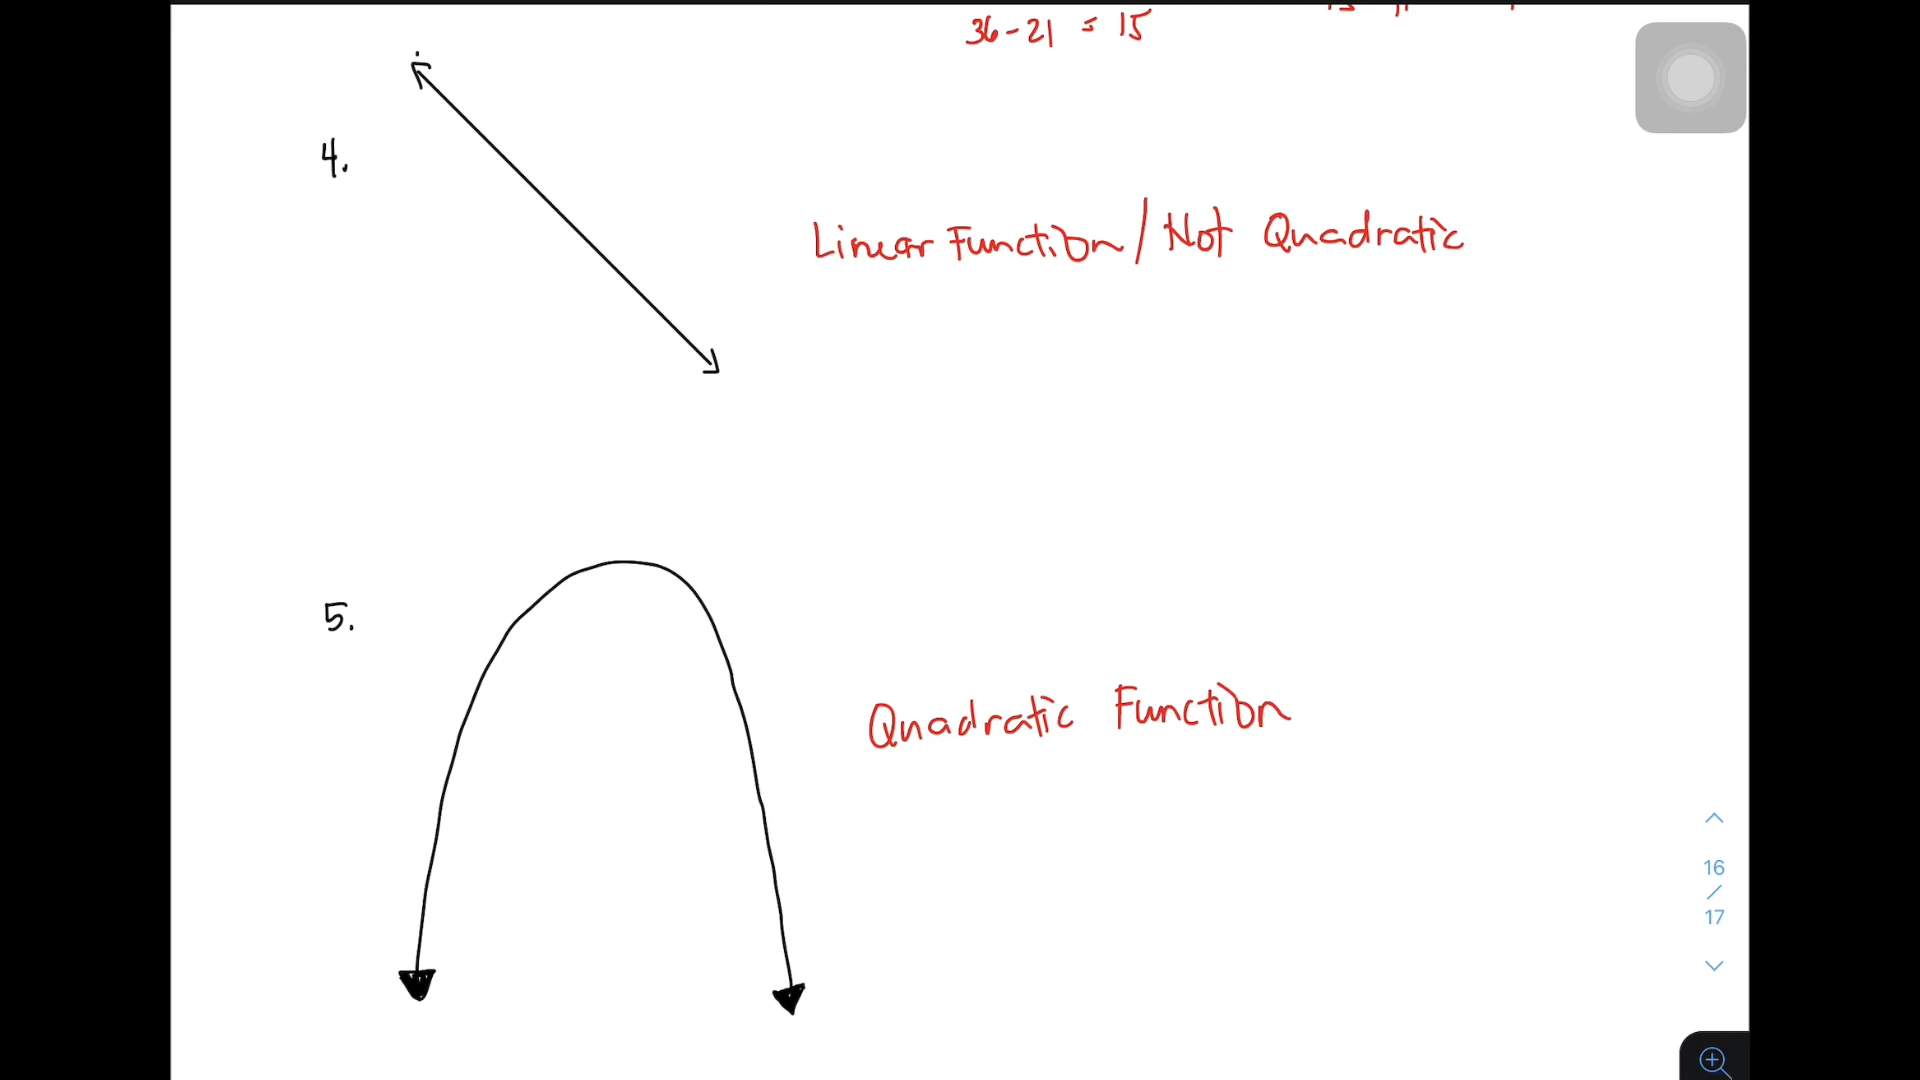 36-21 = 15
4.
Linear Function / Not Quadratic
5.
Quadratic Function
16
/
17